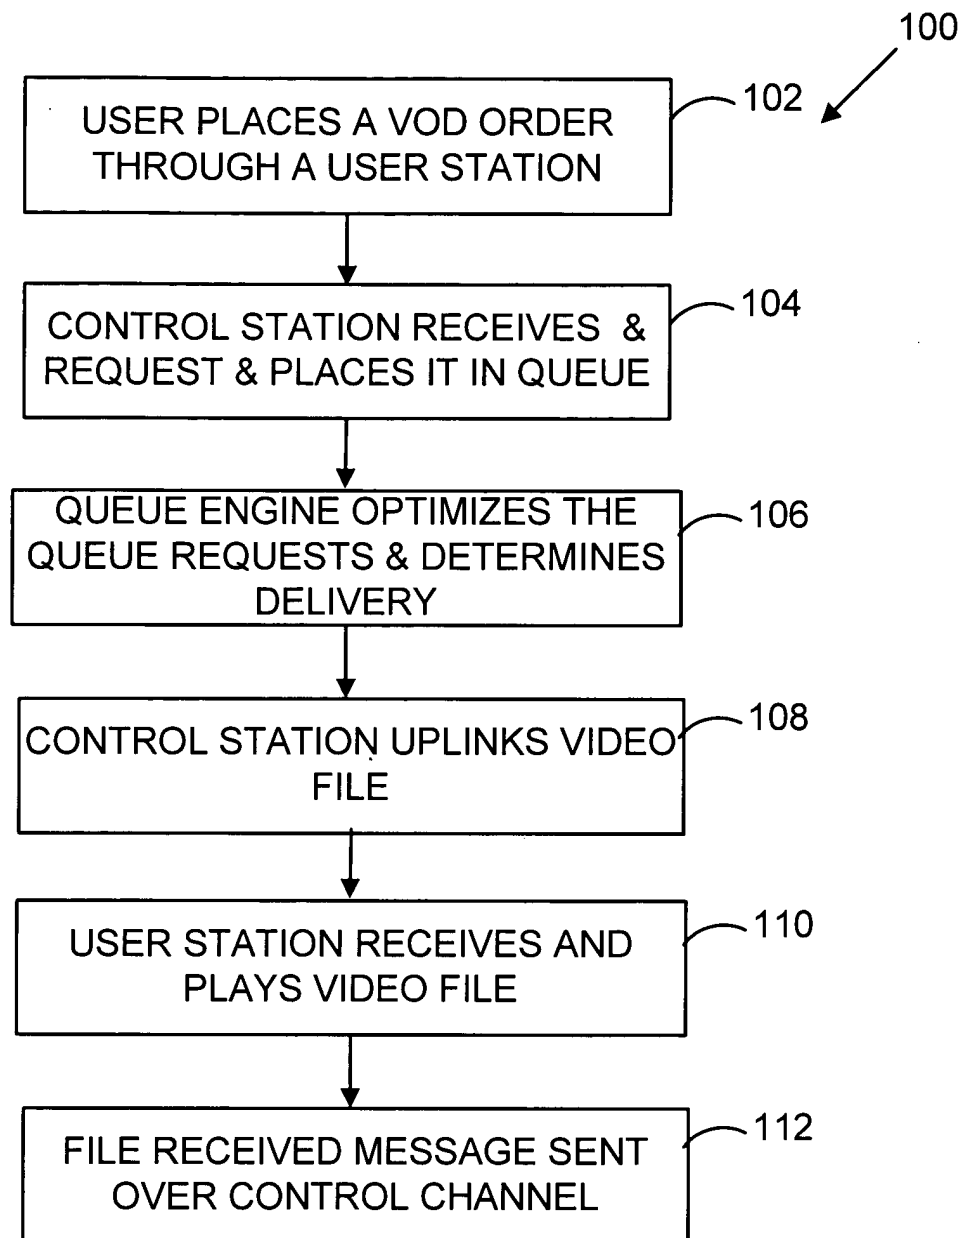 100
USER PLACES A VOD ORDER
THROUGH A USER STATION
102
CONTROL STATION RECEIVES &
REQUEST & PLACES IT IN QUEUE
104
QUEUE ENGINE OPTIMIZES THE
QUEUE REQUESTS & DETERMINES
DELIVERY
106
CONTROL STATION UPLINKS VIDEO
FILE
108
USER STATION RECEIVES AND
PLAYS VIDEO FILE
110
FILE RECEIVED MESSAGE SENT
OVER CONTROL CHANNEL
112